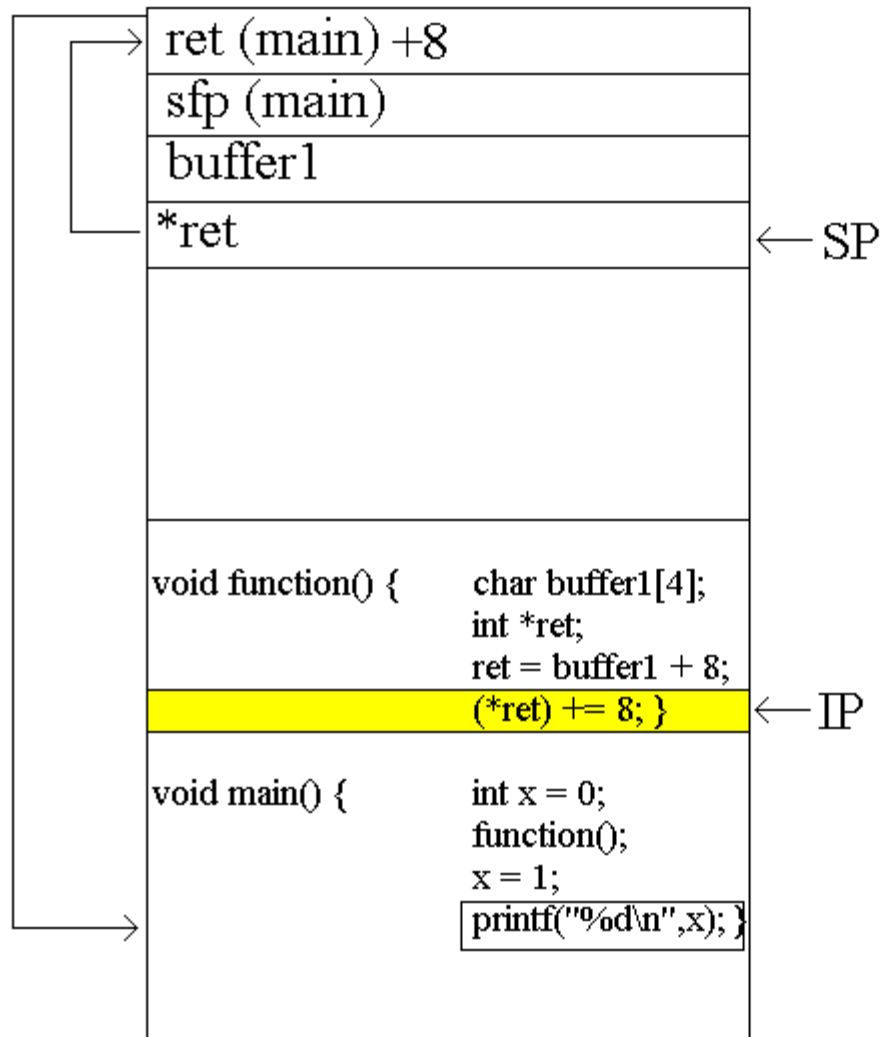 ret (main) +8
sfp (main)
buffer1
*ret
SP
void function() { char buffer1[4];
int *ret;
ret = buffer1 + 8;
(*ret) += 8; }
IP
void main() { int x = 0;
function();
x = 1;
printf("%d\n",x); }